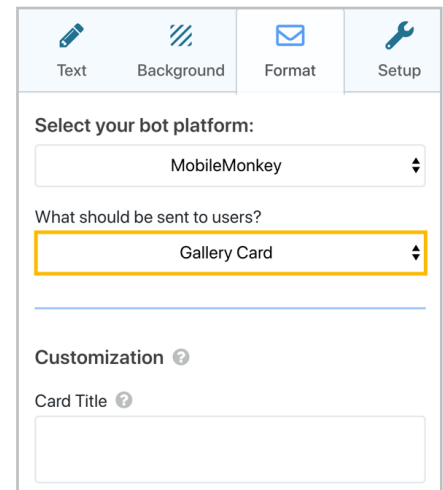 Text Background Format Setup
Select your bot platform:
MobileMonkey
What should be sent to users?
Gallery Card
Customization ?
Card Title ?